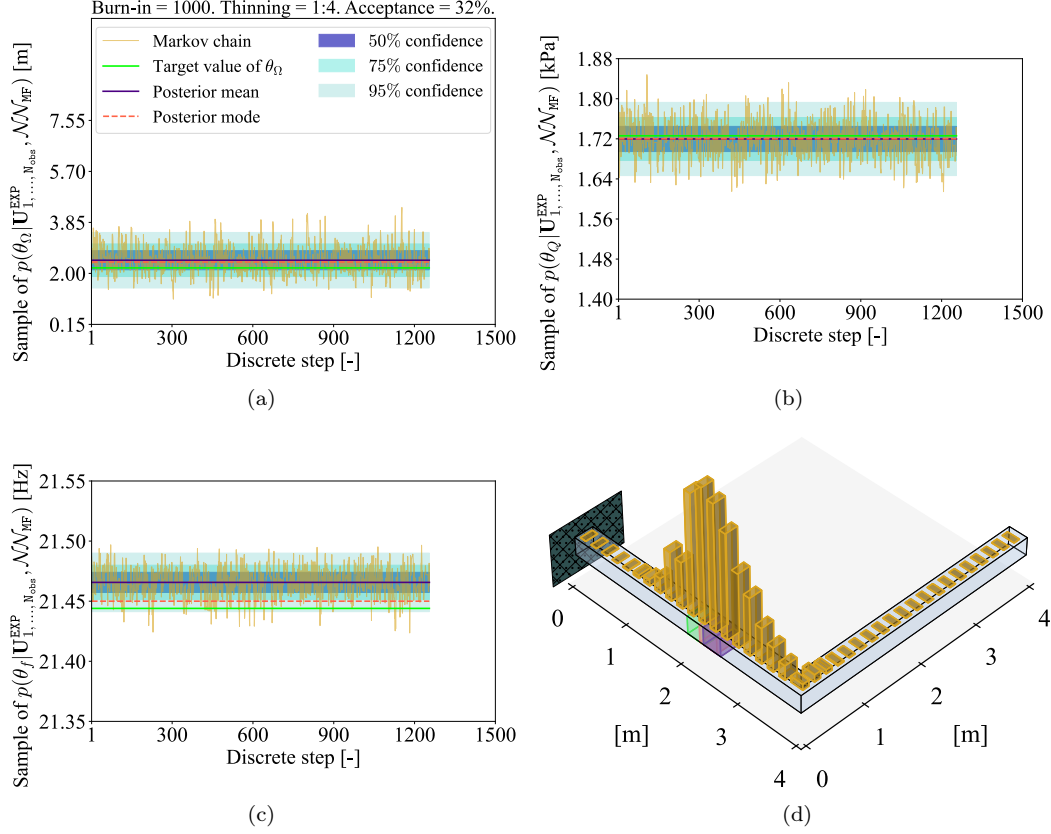 Burn-in = 1000. Thinning = 1:4. Acceptance = 32%.
Markov chain
Target value of θ_Ω
Posterior mean
Posterior mode
50% confidence
75% confidence
95% confidence
Sample of p(θ_Ω|U^EXP_1,...,N_obs, 𝒩𝒩_MF) [m]
7.55
5.70
3.85
2.00
0.15
1 300 600 900 1200 1500
Discrete step [-]
(a)
Sample of p(θ_Q|U^EXP_1,...,N_obs, 𝒩𝒩_MF) [kPa]
1.88
1.80
1.72
1.64
1.56
1.48
1.40
1 300 600 900 1200 1500
Discrete step [-]
(b)
Sample of p(θ_f|U^EXP_1,...,N_obs, 𝒩𝒩_MF) [Hz]
21.55
21.50
21.45
21.40
21.35
1 300 600 900 1200 1500
Discrete step [-]
(c)
0
1
2
3
4
[m]
0
1
2
3
4
[m]
(d)